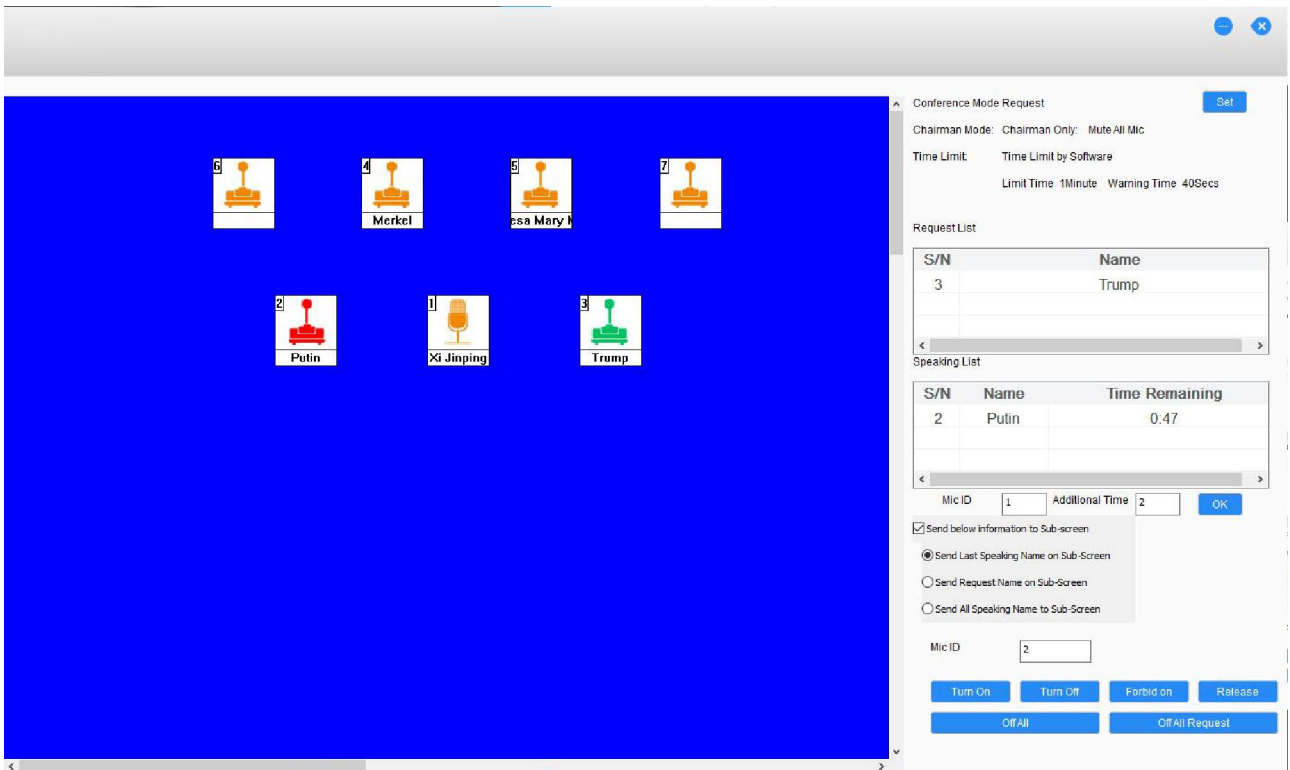 Conference Mode Request Set
Chairman Mode: Chairman Only: Mute All Mic
Time Limit: Time Limit by Software
Limit Time 1Minute Warning Time 40Secs
6 4 5 7
Merkel esa Mary M
2 1 3
Putin Xi Jinping Trump
Request List
S/N Name
3 Trump
Speaking List
S/N Name Time Remaining
2 Putin 0:47
Mic ID 1 Additional Time 2 OK
Send below information to Sub-screen
Send Last Speaking Name on Sub-Screen
Send Request Name on Sub-Screen
Send All Speaking Name to Sub-Screen
Mic ID 2
Turn On Turn Off Forbid on Release
Off All Off All Request